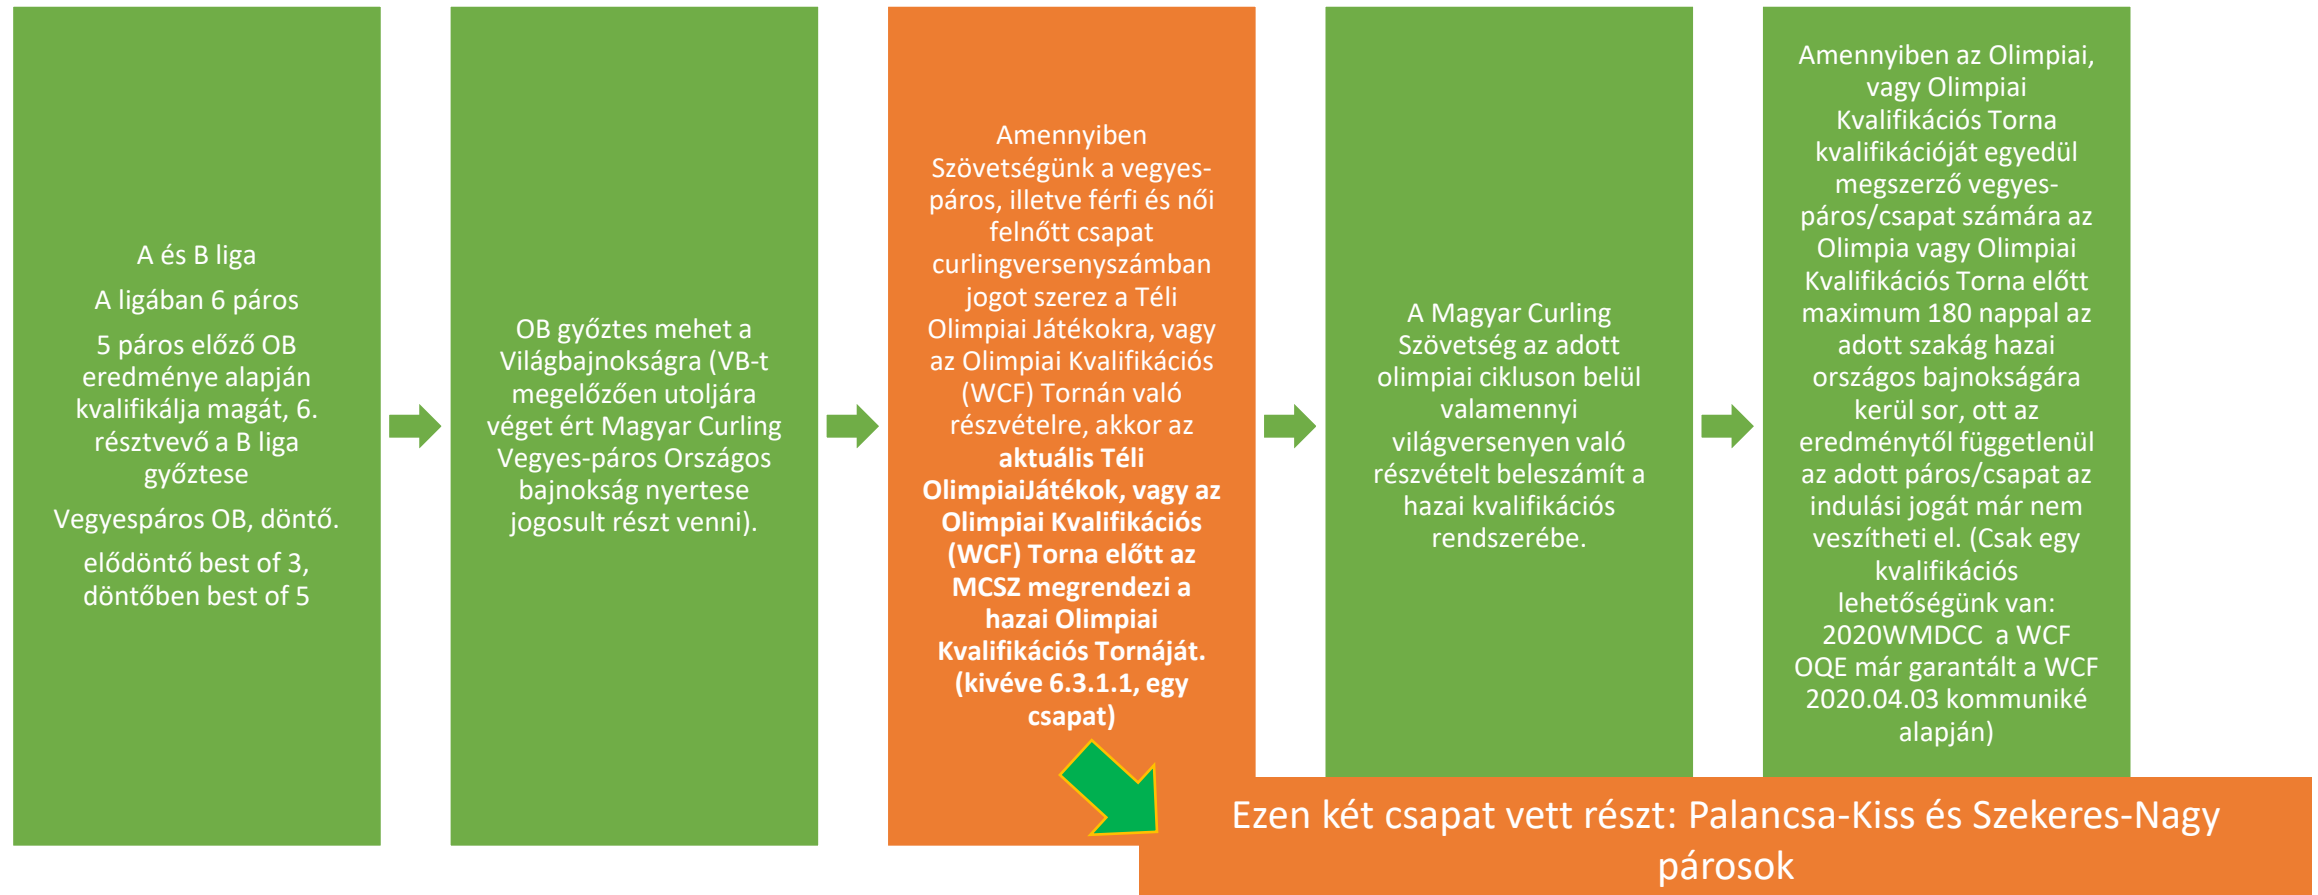 A és B liga
A ligában 6 páros
5 páros előző OB
eredménye alapján
kvalifikálja magát, 6.
résztvevő a B liga
győztese
Vegyespáros OB, döntő.
elődöntő best of 3,
döntőben best of 5
OB győztes mehet a
Világbajnokságra (VB-t
megelőzően utoljára
véget ért Magyar Curling
Vegyes-páros Országos
bajnokság nyertese
jogosult részt venni).
Amennyiben
Szövetségünk a vegyes-
páros, illetve férfi és női
felnőtt csapat
curlingversenyszámban
jogot szerez a Téli
Olimpiai Játékokra, vagy
az Olimpiai Kvalifikációs
(WCF) Tornán való
részvételre, akkor az
aktuális Téli
OlimpiaiJátékok, vagy az
Olimpiai Kvalifikációs
(WCF) Torna előtt az
MCSZ megrendezi a
hazai Olimpiai
Kvalifikációs Tornáját.
(kivéve 6.3.1.1, egy
csapat)
A Magyar Curling
Szövetség az adott
olimpiai cikluson belül
valamennyi
világversenyen való
részvételt beleszámít a
hazai kvalifikációs
rendszerébe.
Amennyiben az Olimpiai,
vagy Olimpiai
Kvalifikációs Torna
kvalifikációját egyedül
megszerző vegyes-
páros/csapat számára az
Olimpia vagy Olimpiai
Kvalifikációs Torna előtt
maximum 180 nappal az
adott szakág hazai
országos bajnokságára
kerül sor, ott az
eredménytől függetlenül
az adott páros/csapat az
indulási jogát már nem
veszítheti el. (Csak egy
kvalifikációs
lehetőségünk van:
2020WMDCC a WCF
OQE már garantált a WCF
2020.04.03 kommuniké
alapján)
Ezen két csapat vett részt: Palancsa-Kiss és Szekeres-Nagy
párosok